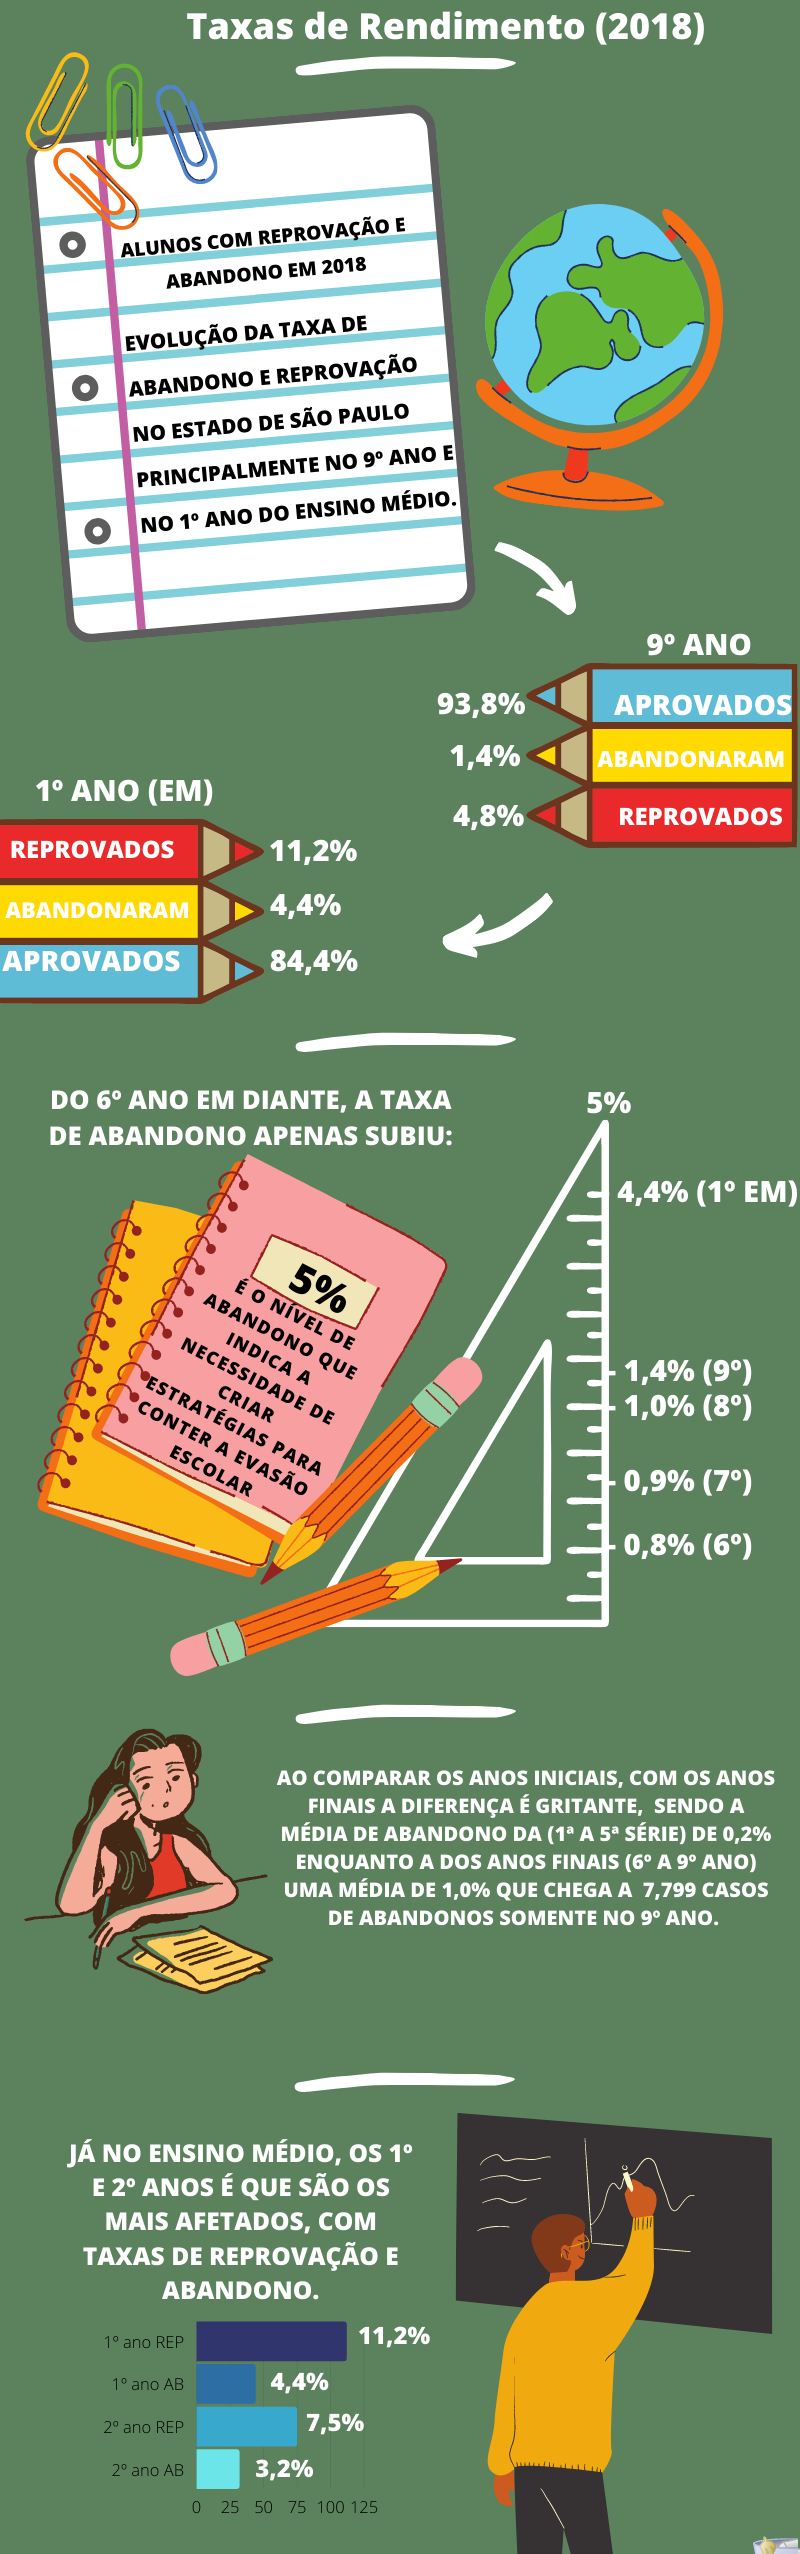 Taxas de Rendimento (2018)
ALUNOS COM REPROVAÇÃO E
ABANDONO EM 2018
EVOLUÇÃO DA TAXA DE
ABANDONO E REPROVAÇÃO
NO ESTADO DE SÃO PAULO
PRINCIPALMENTE NO 9º ANO E
NO 1º ANO DO ENSINO MÉDIO.
9º ANO
93,8% APROVADOS
1,4% ABANDONARAM
4,8% REPROVADOS
1º ANO (EM)
REPROVADOS 11,2%
ABANDONARAM 4,4%
APROVADOS 84,4%
DO 6º ANO EM DIANTE, A TAXA
DE ABANDONO APENAS SUBIU:
5%
É O NÍVEL DE
ABANDONO QUE
INDICA A
NECESSIDADE DE
CRIAR
ESTRATÉGIAS PARA
CONTER A EVASÃO
ESCOLAR
5%
4,4% (1º EM)
1,4% (9º)
1,0% (8º)
0,9% (7º)
0,8% (6º)
AO COMPARAR OS ANOS INICIAIS, COM OS ANOS
FINAIS A DIFERENÇA É GRITANTE, SENDO A
MÉDIA DE ABANDONO DA (1ª A 5ª SÉRIE) DE 0,2%
ENQUANTO A DOS ANOS FINAIS (6º A 9º ANO)
UMA MÉDIA DE 1,0% QUE CHEGA A 7,799 CASOS
DE ABANDONOS SOMENTE NO 9º ANO.
JÁ NO ENSINO MÉDIO, OS 1º
E 2º ANOS É QUE SÃO OS
MAIS AFETADOS, COM
TAXAS DE REPROVAÇÃO E
ABANDONO.
1º ano REP 11,2%
1º ano AB 4,4%
2º ano REP 7,5%
2º ano AB 3,2%
0 25 50 75 100 125